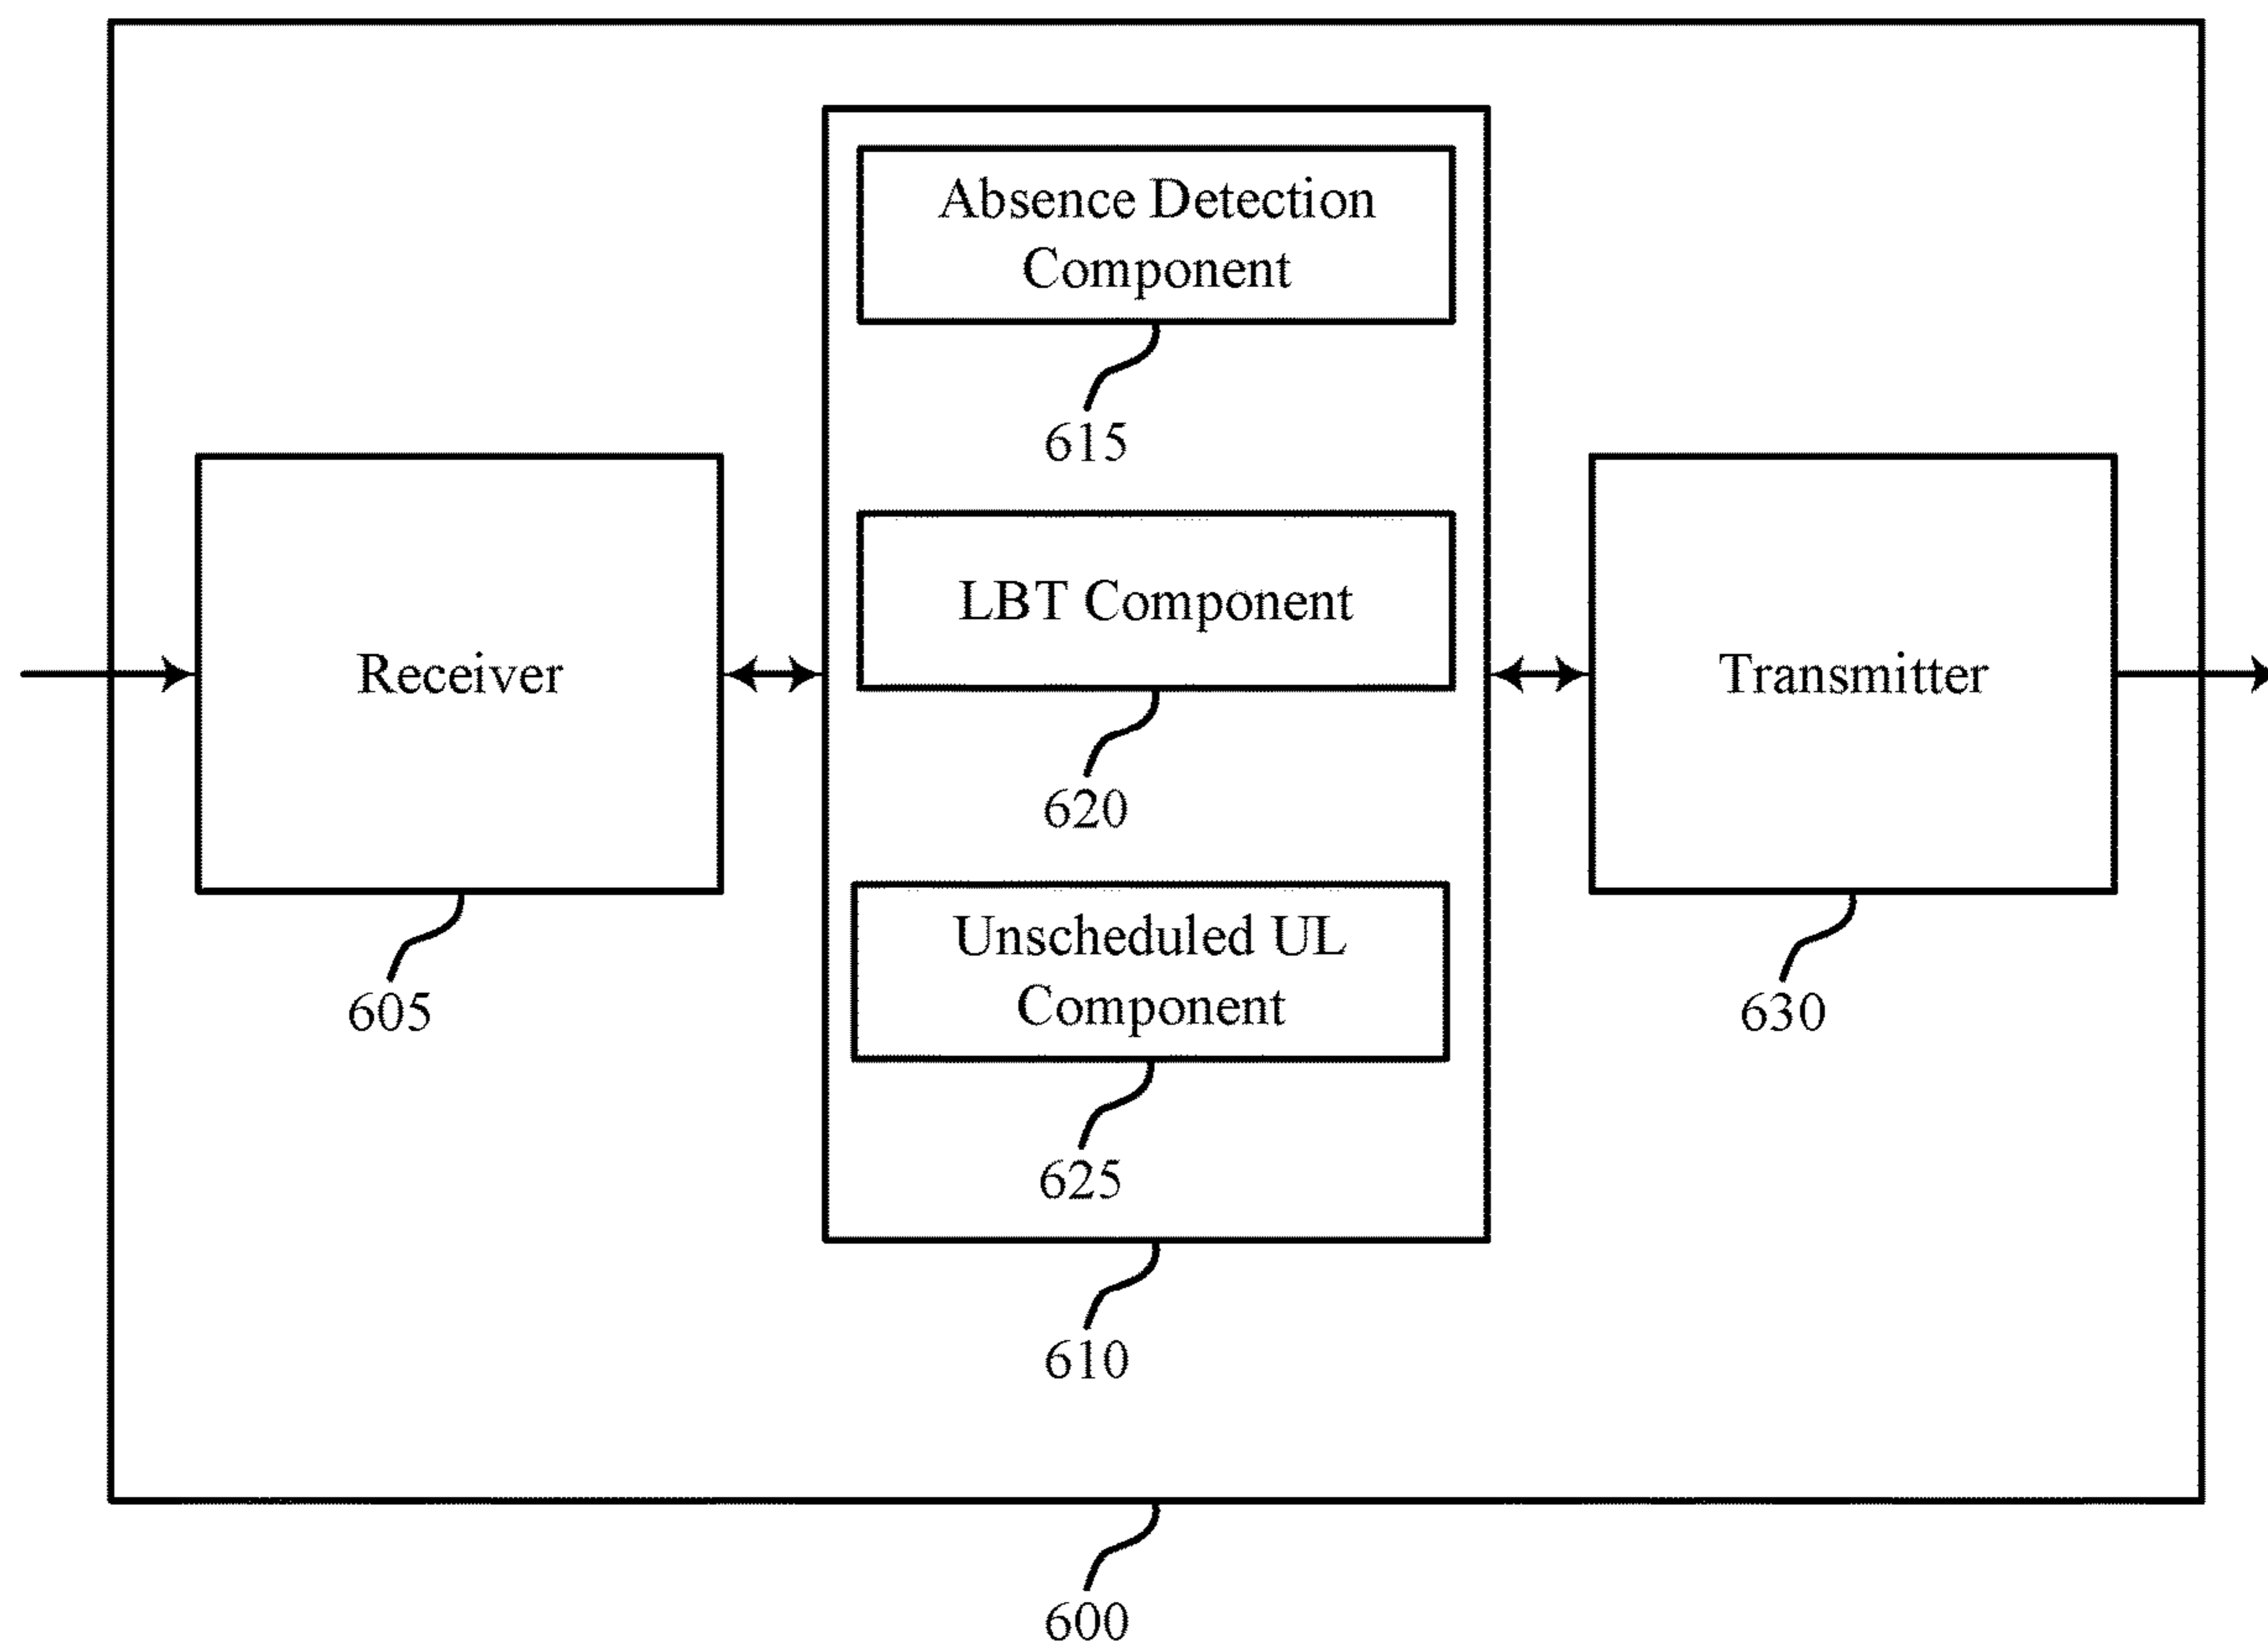 Absence Detection
Component
615
LBT Component
620
Unscheduled UL
Component
625
610
Receiver
605
Transmitter
630
600